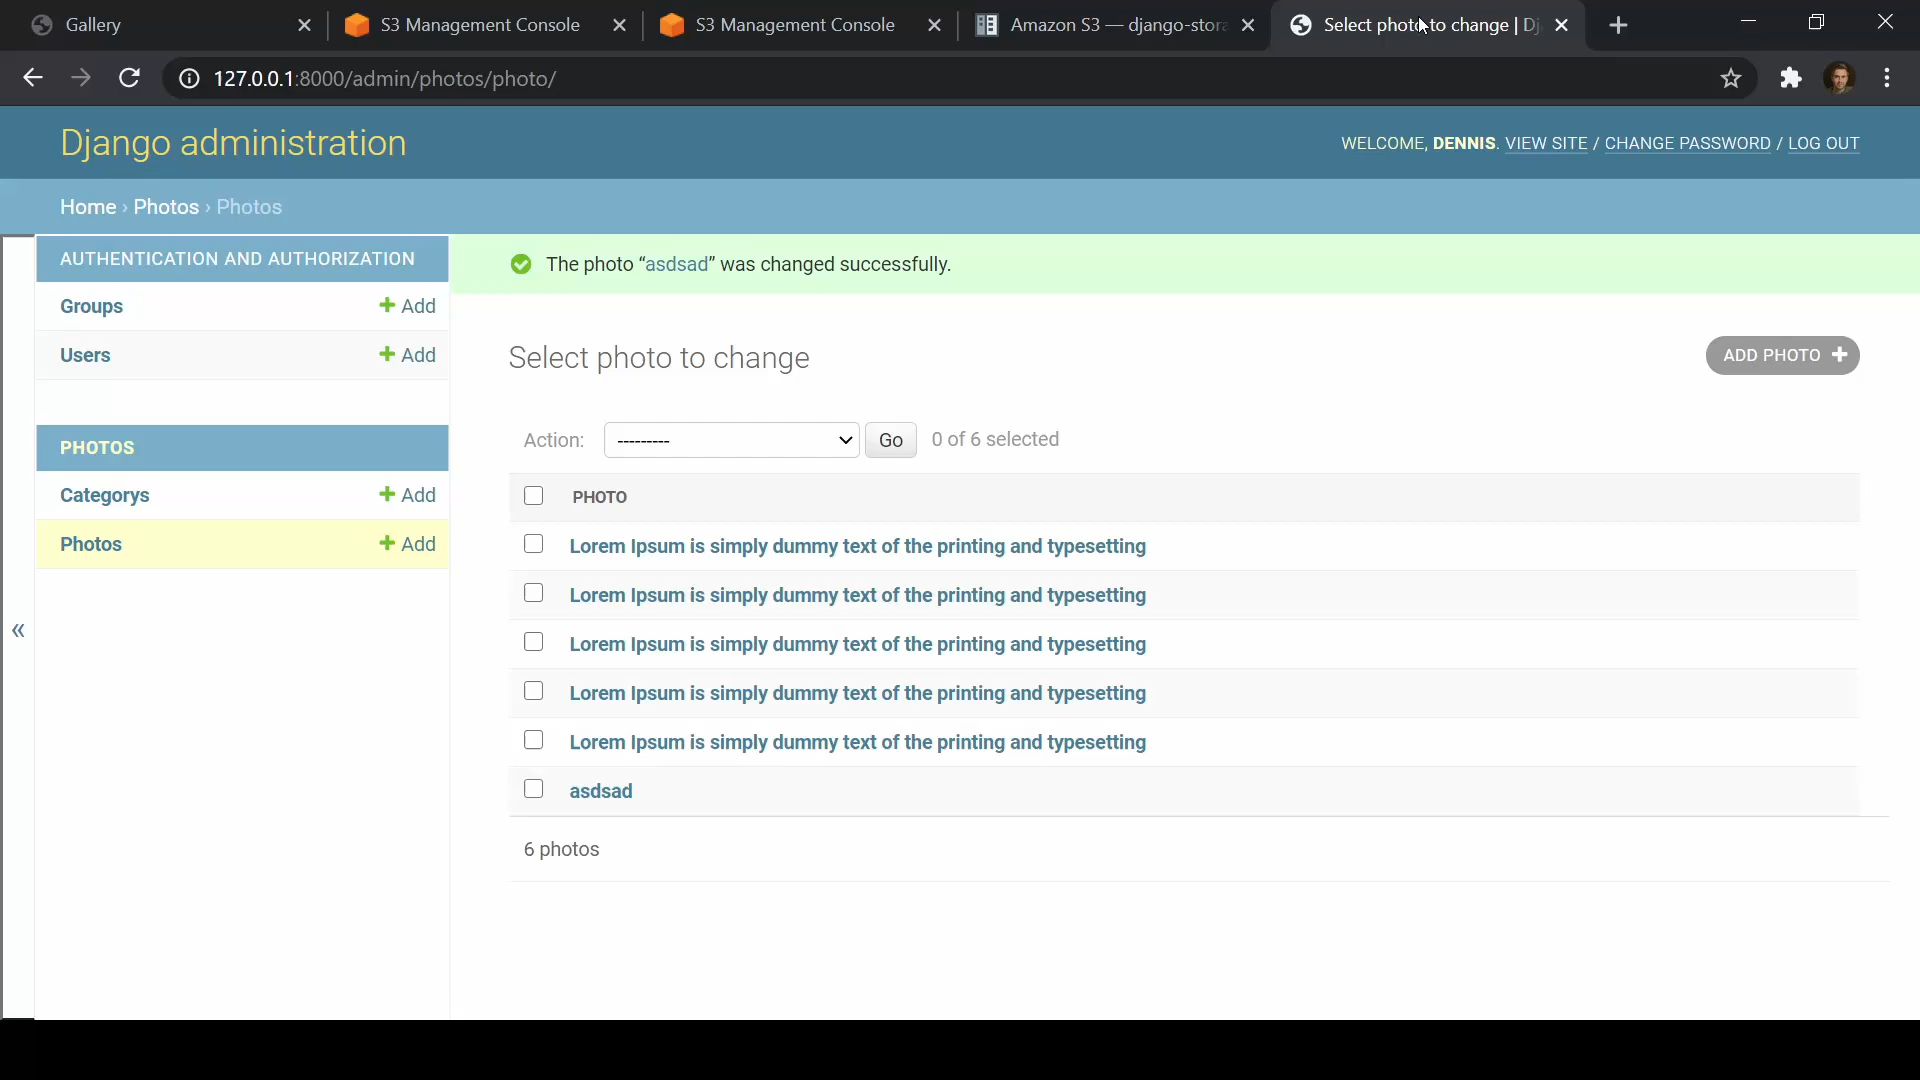 Gallery
S3 Management Console
S3 Management Console
Amazon S3 — django-stora
Select photo to change | Dj
127.0.0.1:8000/admin/photos/photo/
Django administration
WELCOME, DENNIS. VIEW SITE / CHANGE PASSWORD / LOG OUT
Home › Photos › Photos
AUTHENTICATION AND AUTHORIZATION
Groups
+ Add
Users
+ Add
PHOTOS
Categorys
+ Add
Photos
+ Add
«
The photo “asdsad” was changed successfully.
Select photo to change
ADD PHOTO +
Action: --------- Go 0 of 6 selected
PHOTO
Lorem Ipsum is simply dummy text of the printing and typesetting
Lorem Ipsum is simply dummy text of the printing and typesetting
Lorem Ipsum is simply dummy text of the printing and typesetting
Lorem Ipsum is simply dummy text of the printing and typesetting
Lorem Ipsum is simply dummy text of the printing and typesetting
asdsad
6 photos